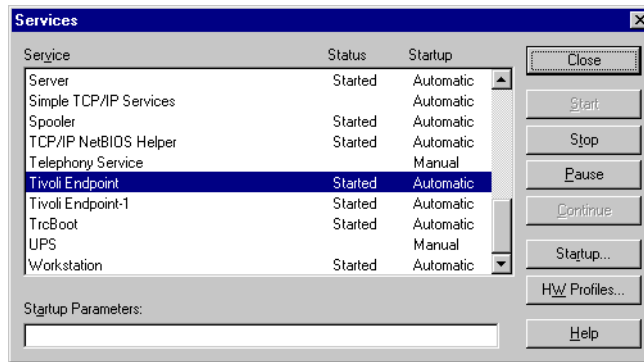 Services
Service Status Startup
Server Started Automatic
Simple TCP/IP Services Automatic
Spooler Started Automatic
TCP/IP NetBIOS Helper Started Automatic
Telephony Service Manual
Tivoli Endpoint Started Automatic
Tivoli Endpoint-1 Started Automatic
TrcBoot Started Automatic
UPS Manual
Workstation Started Automatic
Startup Parameters:
Close
Start
Stop
Pause
Continue
Startup...
HW Profiles...
Help